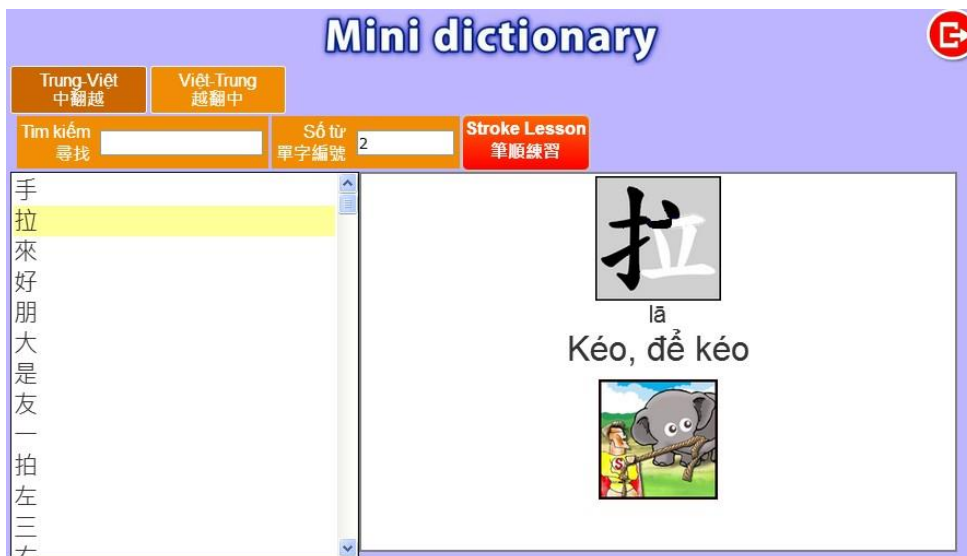 Mini dictionary
Trung-Việt
中翻越
Việt-Trung
越翻中
Tìm kiếm
尋找
Số từ
單字編號
2
Stroke Lesson
筆順練習
手
拉
來
好
朋
大
是
友
一
拍
左
三
拉
lā
Kéo, để kéo
S